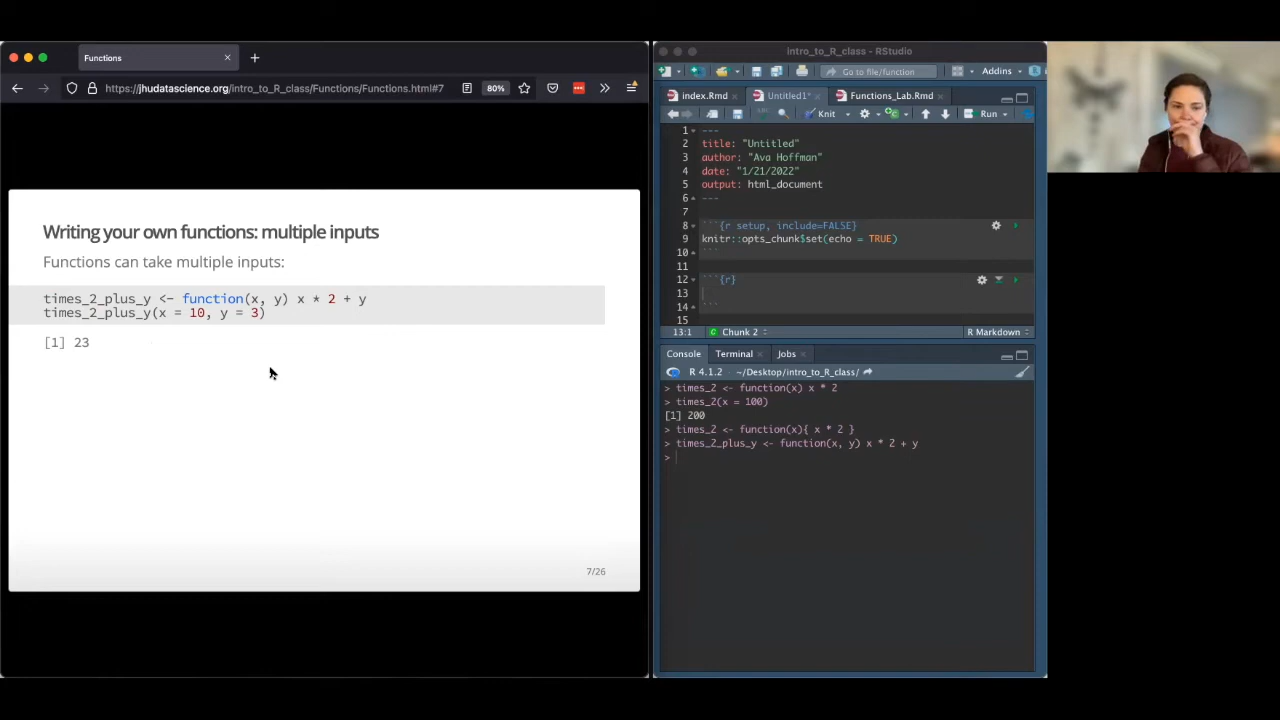 Functions
https://jhudatascience.org/intro_to_R_class/Functions/Functions.html#7
80%
Writing your own functions: multiple inputs
Functions can take multiple inputs:
times_2_plus_y <- function(x, y) x * 2 + y
times_2_plus_y(x = 10, y = 3)
[1] 23
7/26
intro_to_R_class - RStudio
Go to file/function
Addins
index.Rmd
Untitled1*
Functions_Lab.Rmd
Knit
Run
1 ---
2 title: "Untitled"
3 author: "Ava Hoffman"
4 date: "1/21/2022"
5 output: html_document
6 ---
7
8 ```{r setup, include=FALSE}
9 knitr::opts_chunk$set(echo = TRUE)
10 ```
11
12 ```{r}
13
14 ```
15
13:1 C Chunk 2 R Markdown
Console Terminal Jobs
R 4.1.2 · ~/Desktop/intro_to_R_class/
> times_2 <- function(x) x * 2
> times_2(x = 100)
[1] 200
> times_2 <- function(x){ x * 2 }
> times_2_plus_y <- function(x, y) x * 2 + y
>